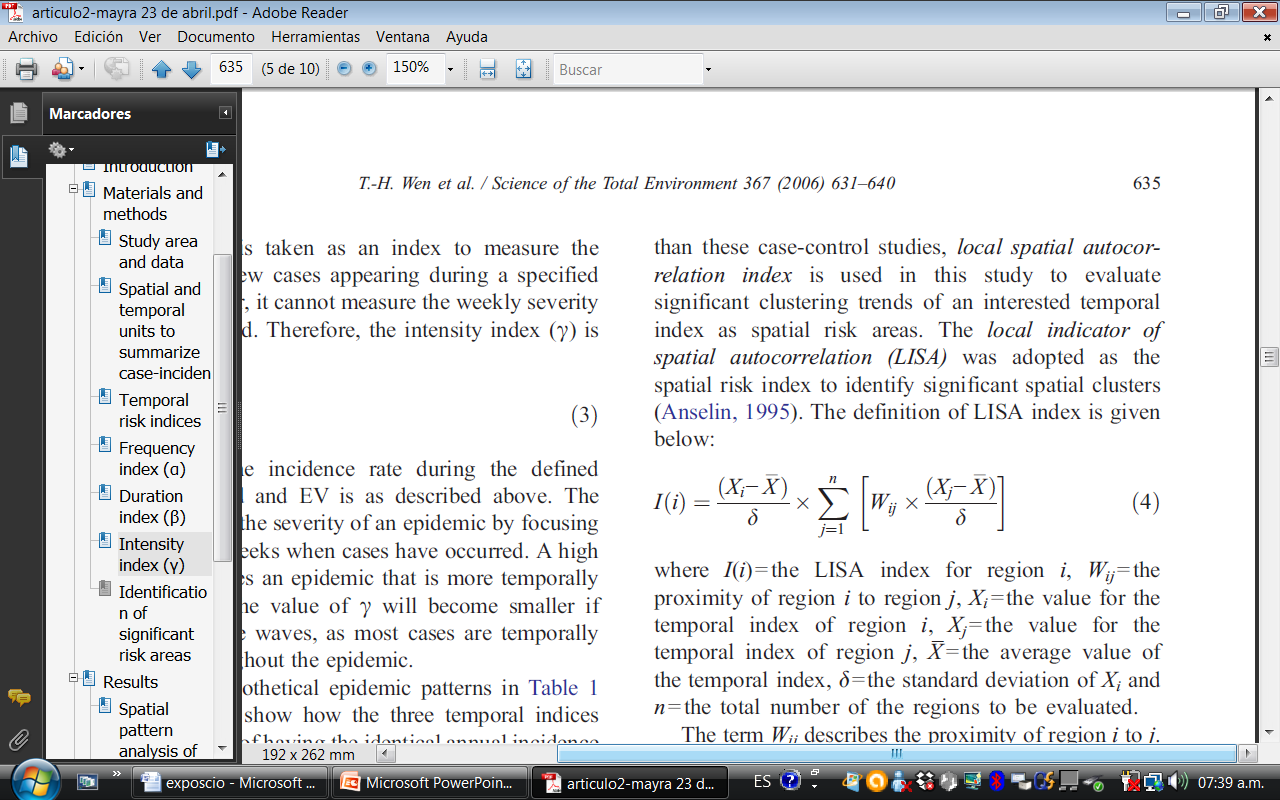 articulo2-mayra 23 de abril.pdf - Adobe Reader
Archivo Edición Ver Documento Herramientas Ventana Ayuda
635 (5 de 10) 150% Buscar
Marcadores
Introduction
Materials and
methods
Study area
and data
Spatial and
temporal
units to
summarize
case-inciden
Temporal
risk indices
Frequency
index (α)
Duration
index (β)
Intensity
index (γ)
Identificatio
n of
significant
risk areas
Results
Spatial
pattern
analysis of
T.-H. Wen et al. / Science of the Total Environment 367 (2006) 631–640 635
is taken as an index to measure the
ew cases appearing during a specified
, it cannot measure the weekly severity
d. Therefore, the intensity index (γ) is
(3)
e incidence rate during the defined
l and EV is as described above. The
the severity of an epidemic by focusing
eeks when cases have occurred. A high
es an epidemic that is more temporally
ne value of γ will become smaller if
e waves, as most cases are temporally
ghout the epidemic.
othetical epidemic patterns in Table 1
show how the three temporal indices
of having the identical annual incidence
than these case-control studies, local spatial autocor-
relation index is used in this study to evaluate
significant clustering trends of an interested temporal
index as spatial risk areas. The local indicator of
spatial autocorrelation (LISA) was adopted as the
spatial risk index to identify significant spatial clusters
(Anselin, 1995). The definition of LISA index is given
below:
I(i) = (Xi−X̅)/δ × ∑ j=1 n [Wij × (Xj−X̅)/δ] (4)
where I(i)=the LISA index for region i, Wij=the
proximity of region i to region j, Xi=the value for the
temporal index of region i, Xj=the value for the
temporal index of region j, X̅=the average value of
the temporal index, δ=the standard deviation of Xi and
n=the total number of the regions to be evaluated.
The term Wij describes the proximity of region i to j.
192 x 262 mm
exposcio - Microsoft ... Microsoft PowerPoin... articulo2-mayra 23 d... ES 07:39 a.m.